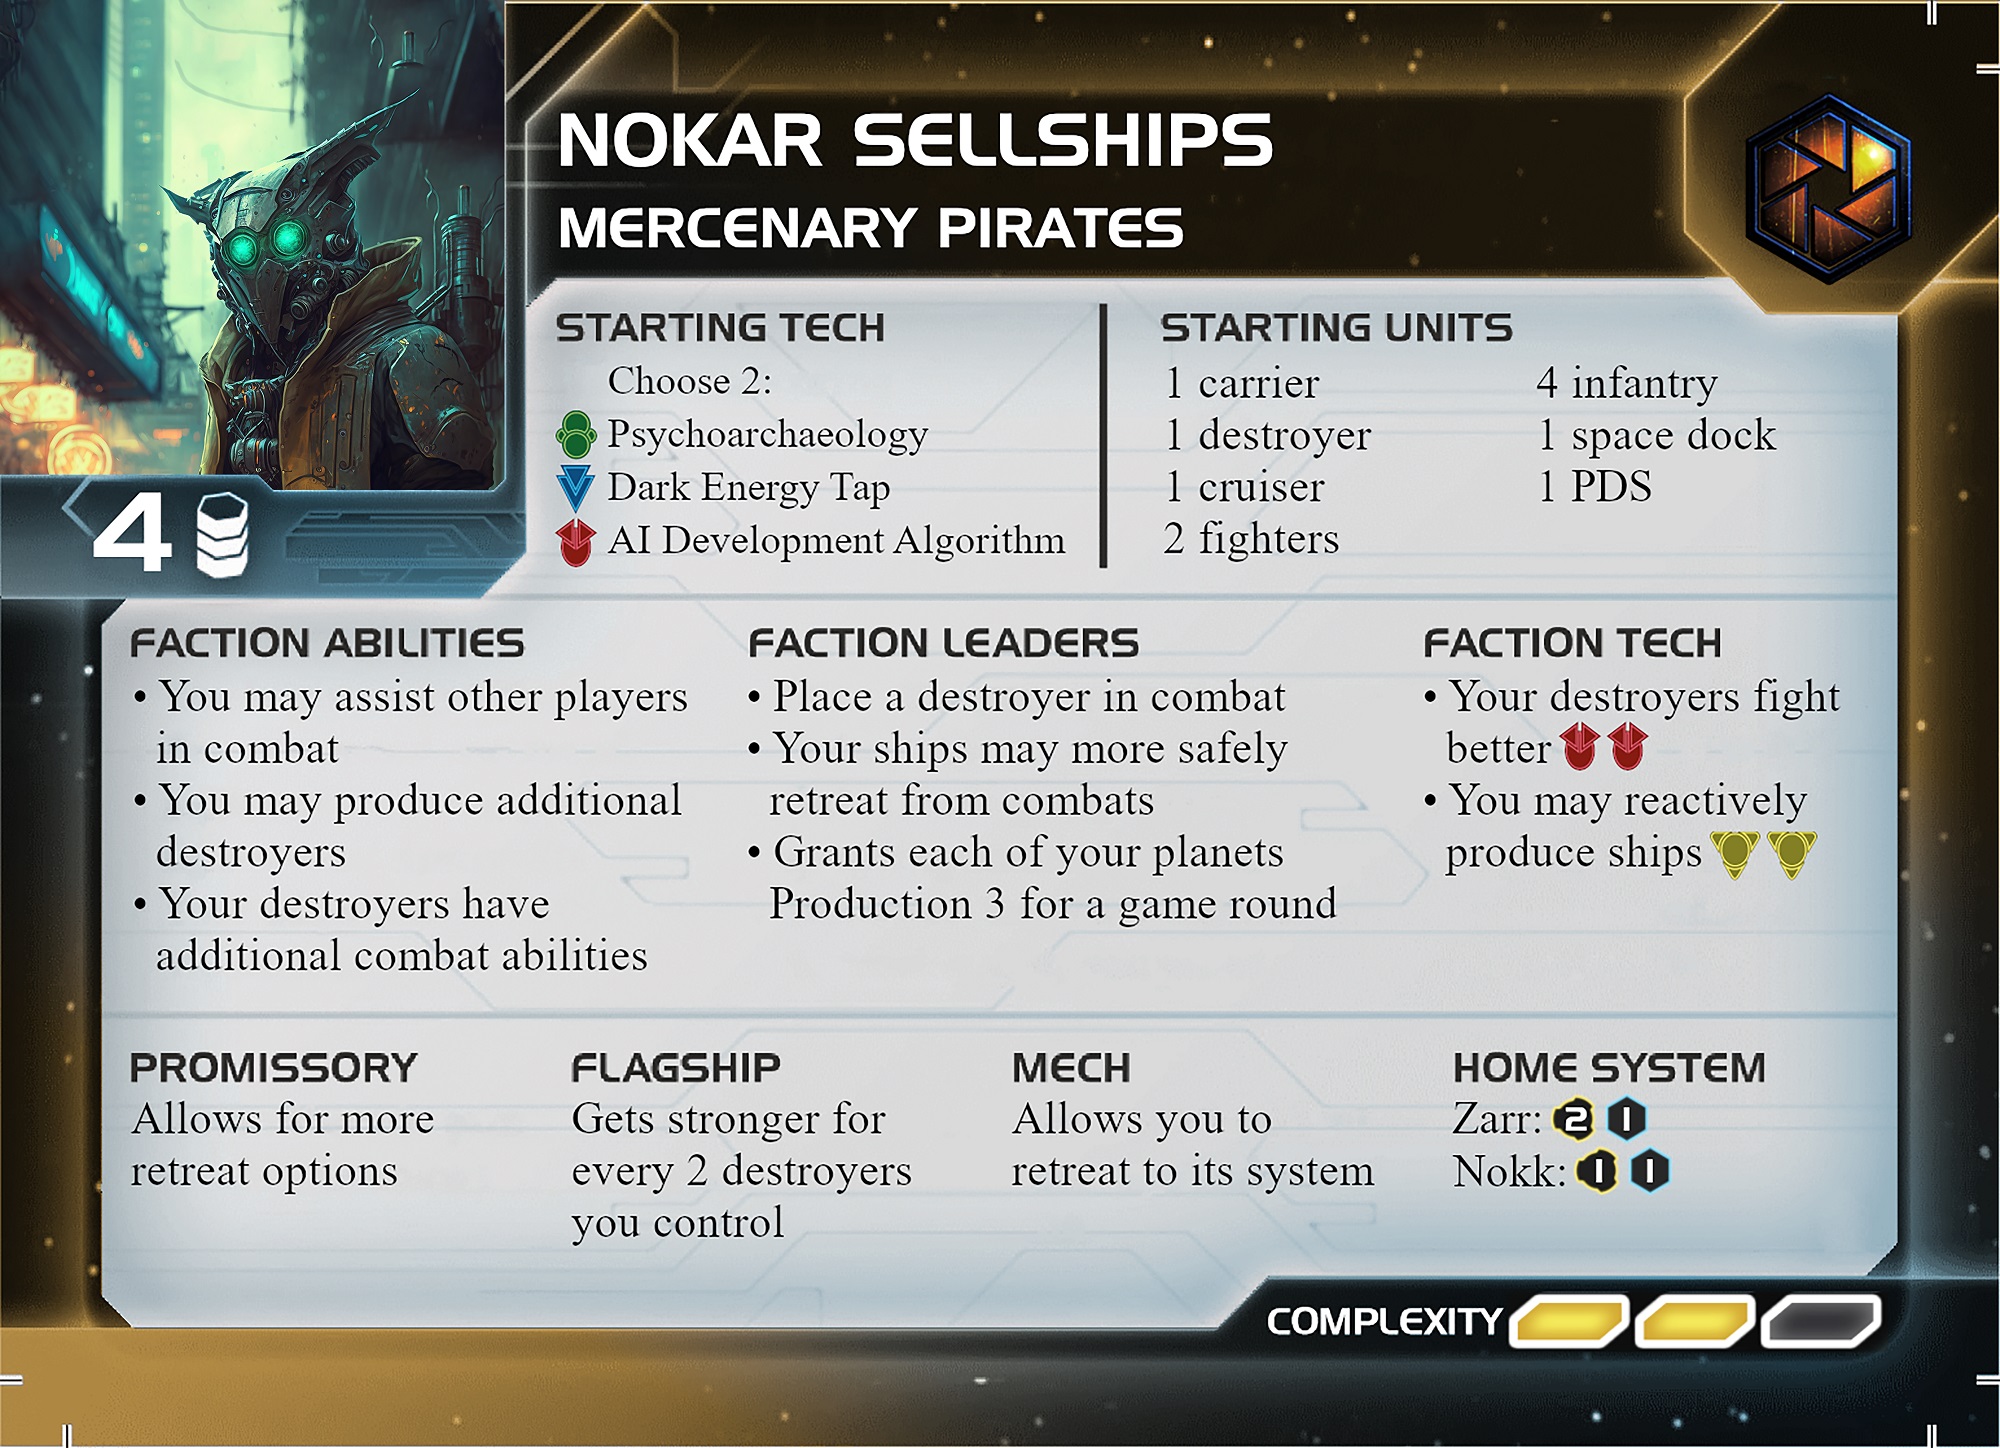 NOKAR SELLSHIPS
MERCENARY PIRATES
4
STARTING TECH
Choose 2:
Psychoarchaeology
Dark Energy Tap
AI Development Algorithm
STARTING UNITS
1 carrier
1 destroyer
1 cruiser
2 fighters
4 infantry
1 space dock
1 PDS
FACTION ABILITIES
• You may assist other players
in combat
• You may produce additional
destroyers
• Your destroyers have
additional combat abilities
FACTION LEADERS
• Place a destroyer in combat
• Your ships may more safely
retreat from combats
• Grants each of your planets
Production 3 for a game round
FACTION TECH
• Your destroyers fight
better
• You may reactively
produce ships
PROMISSORY
Allows for more
retreat options
FLAGSHIP
Gets stronger for
every 2 destroyers
you control
MECH
Allows you to
retreat to its system
HOME SYSTEM
Zarr: 2 1
Nokk: 1 1
COMPLEXITY